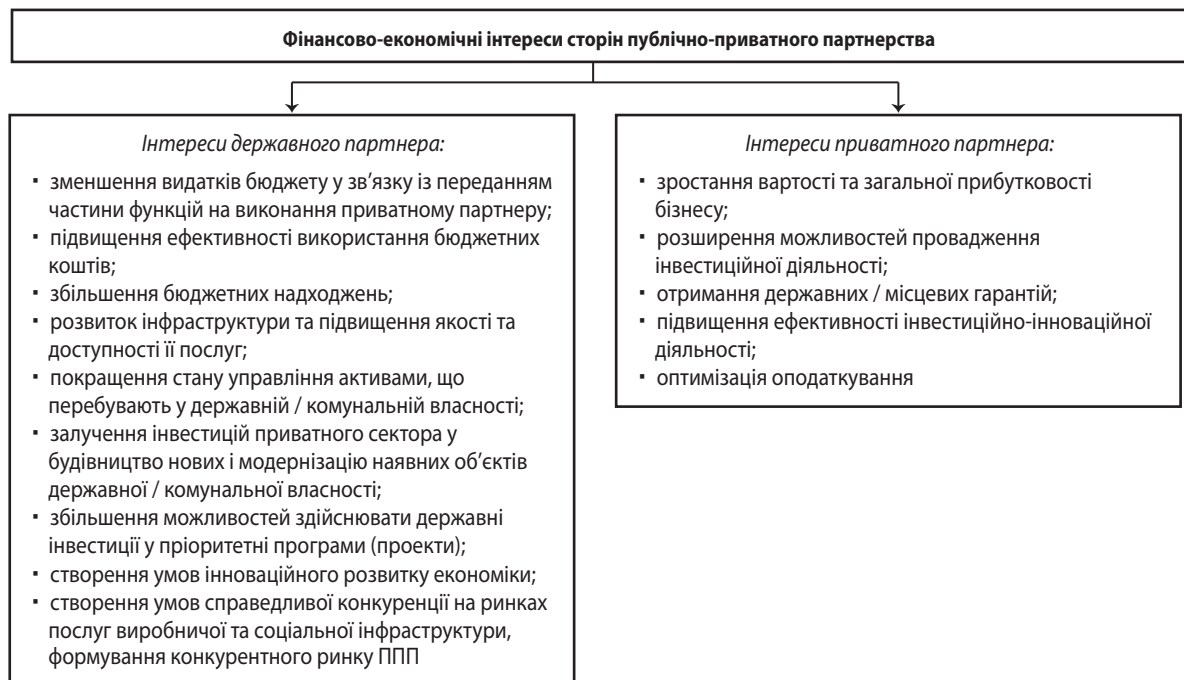 Фінансово-економічні інтереси сторін публічно-приватного партнерства
Інтереси державного партнера:
▪ зменшення видатків бюджету у зв'язку із переданням
частини функцій на виконання приватному партнеру;
▪ підвищення ефективності використання бюджетних
коштів;
▪ збільшення бюджетних надходжень;
▪ розвиток інфраструктури та підвищення якості та
доступності її послуг;
▪ покращення стану управління активами, що
перебувають у державній / комунальній власності;
▪ залучення інвестицій приватного сектора у
будівництво нових і модернізацію наявних об’єктів
державної / комунальної власності;
▪ збільшення можливостей здійснювати державні
інвестиції у пріоритетні програми (проекти);
▪ створення умов інноваційного розвитку економіки;
▪ створення умов справедливої конкуренції на ринках
послуг виробничої та соціальної інфраструктури,
формування конкурентного ринку ППП
Інтереси приватного партнера:
▪ зростання вартості та загальної прибутковості
бізнесу;
▪ розширення можливостей провадження
інвестиційної діяльності;
▪ отримання державних / місцевих гарантій;
▪ підвищення ефективності інвестиційно-інноваційної
діяльності;
▪ оптимізація оподаткування